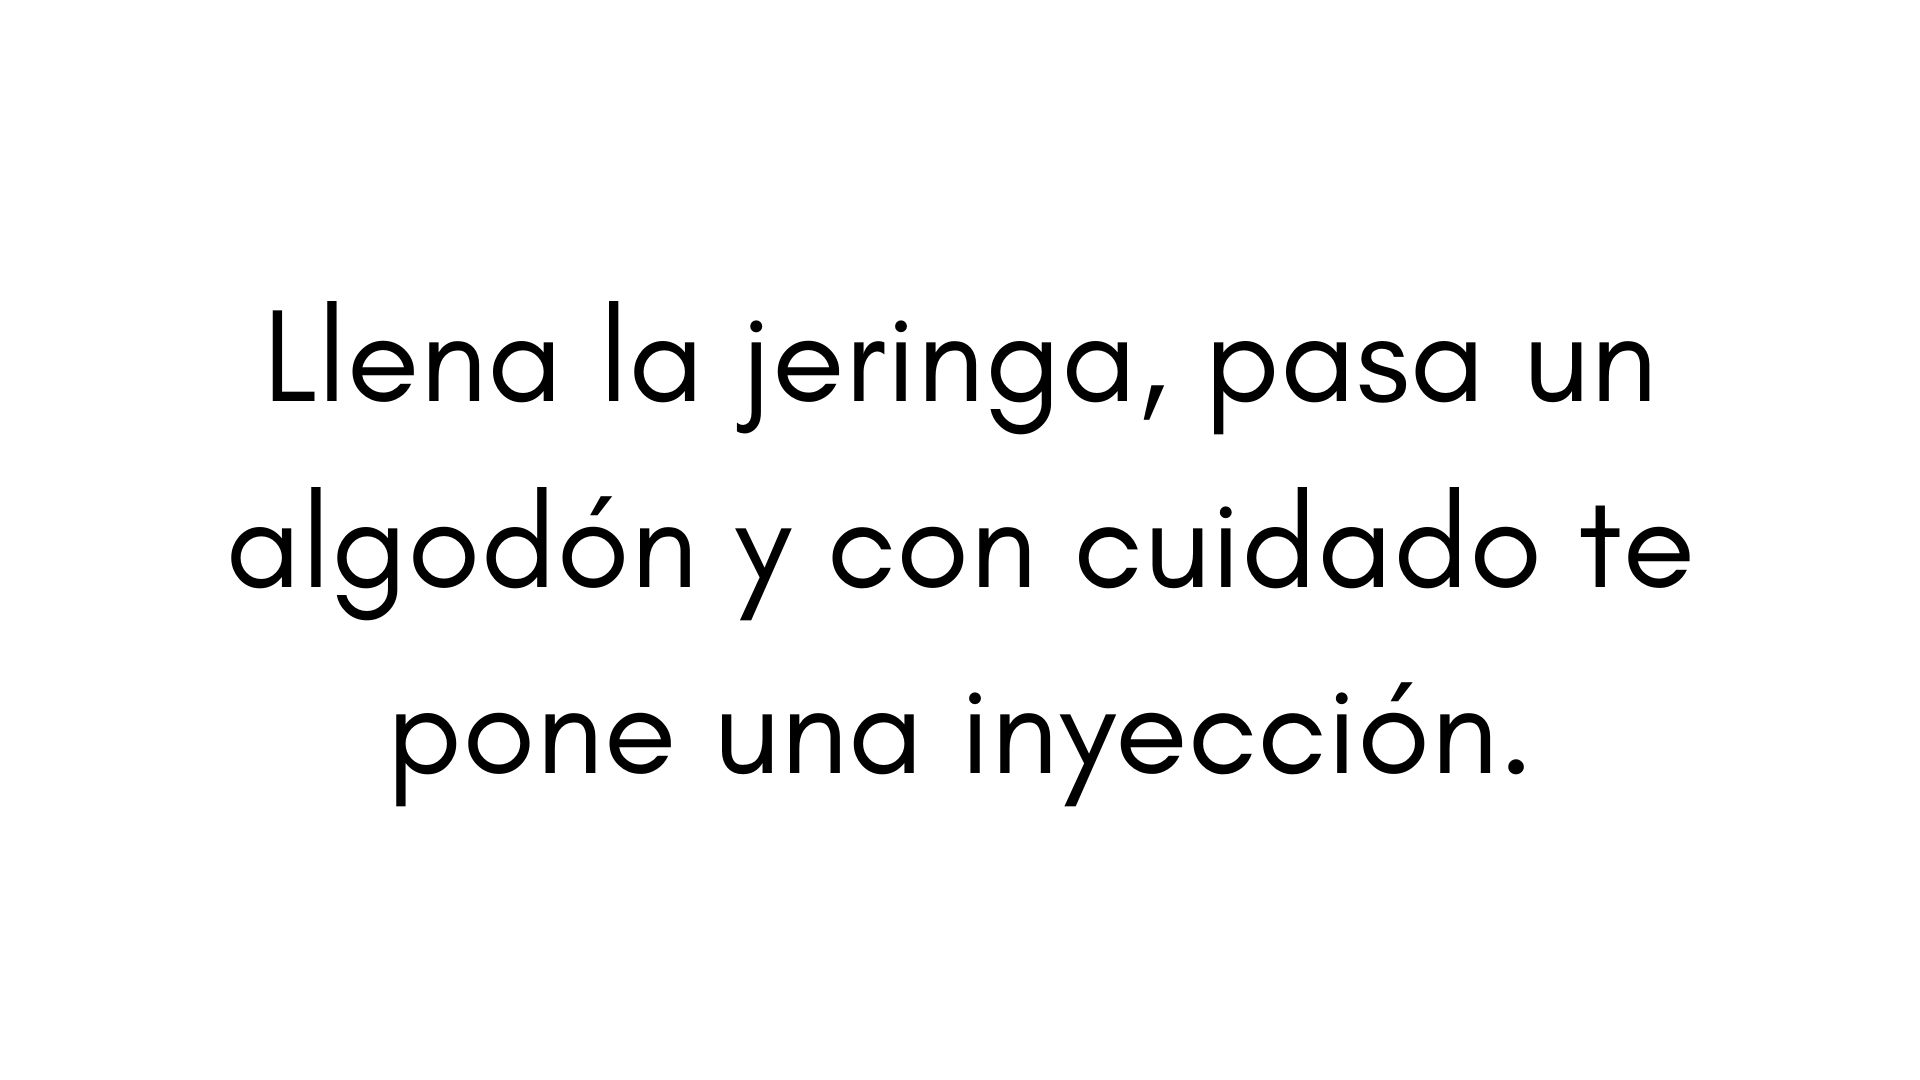 Llena la jeringa, pasa un
algodón y con cuidado te
pone una inyección.